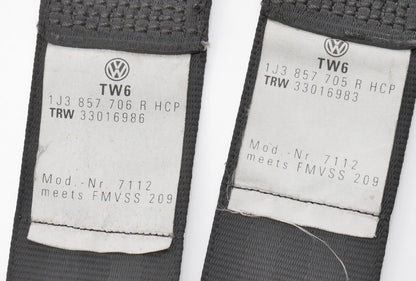 TW6
1J3 857 706 R HCP
TRW 33016986
Mod.-Nr. 7112
meets FMVSS 209
TW6
1J3 857 705 R HCP
TRW 33016983
Mod.-Nr. 7112
meets FMVSS 209